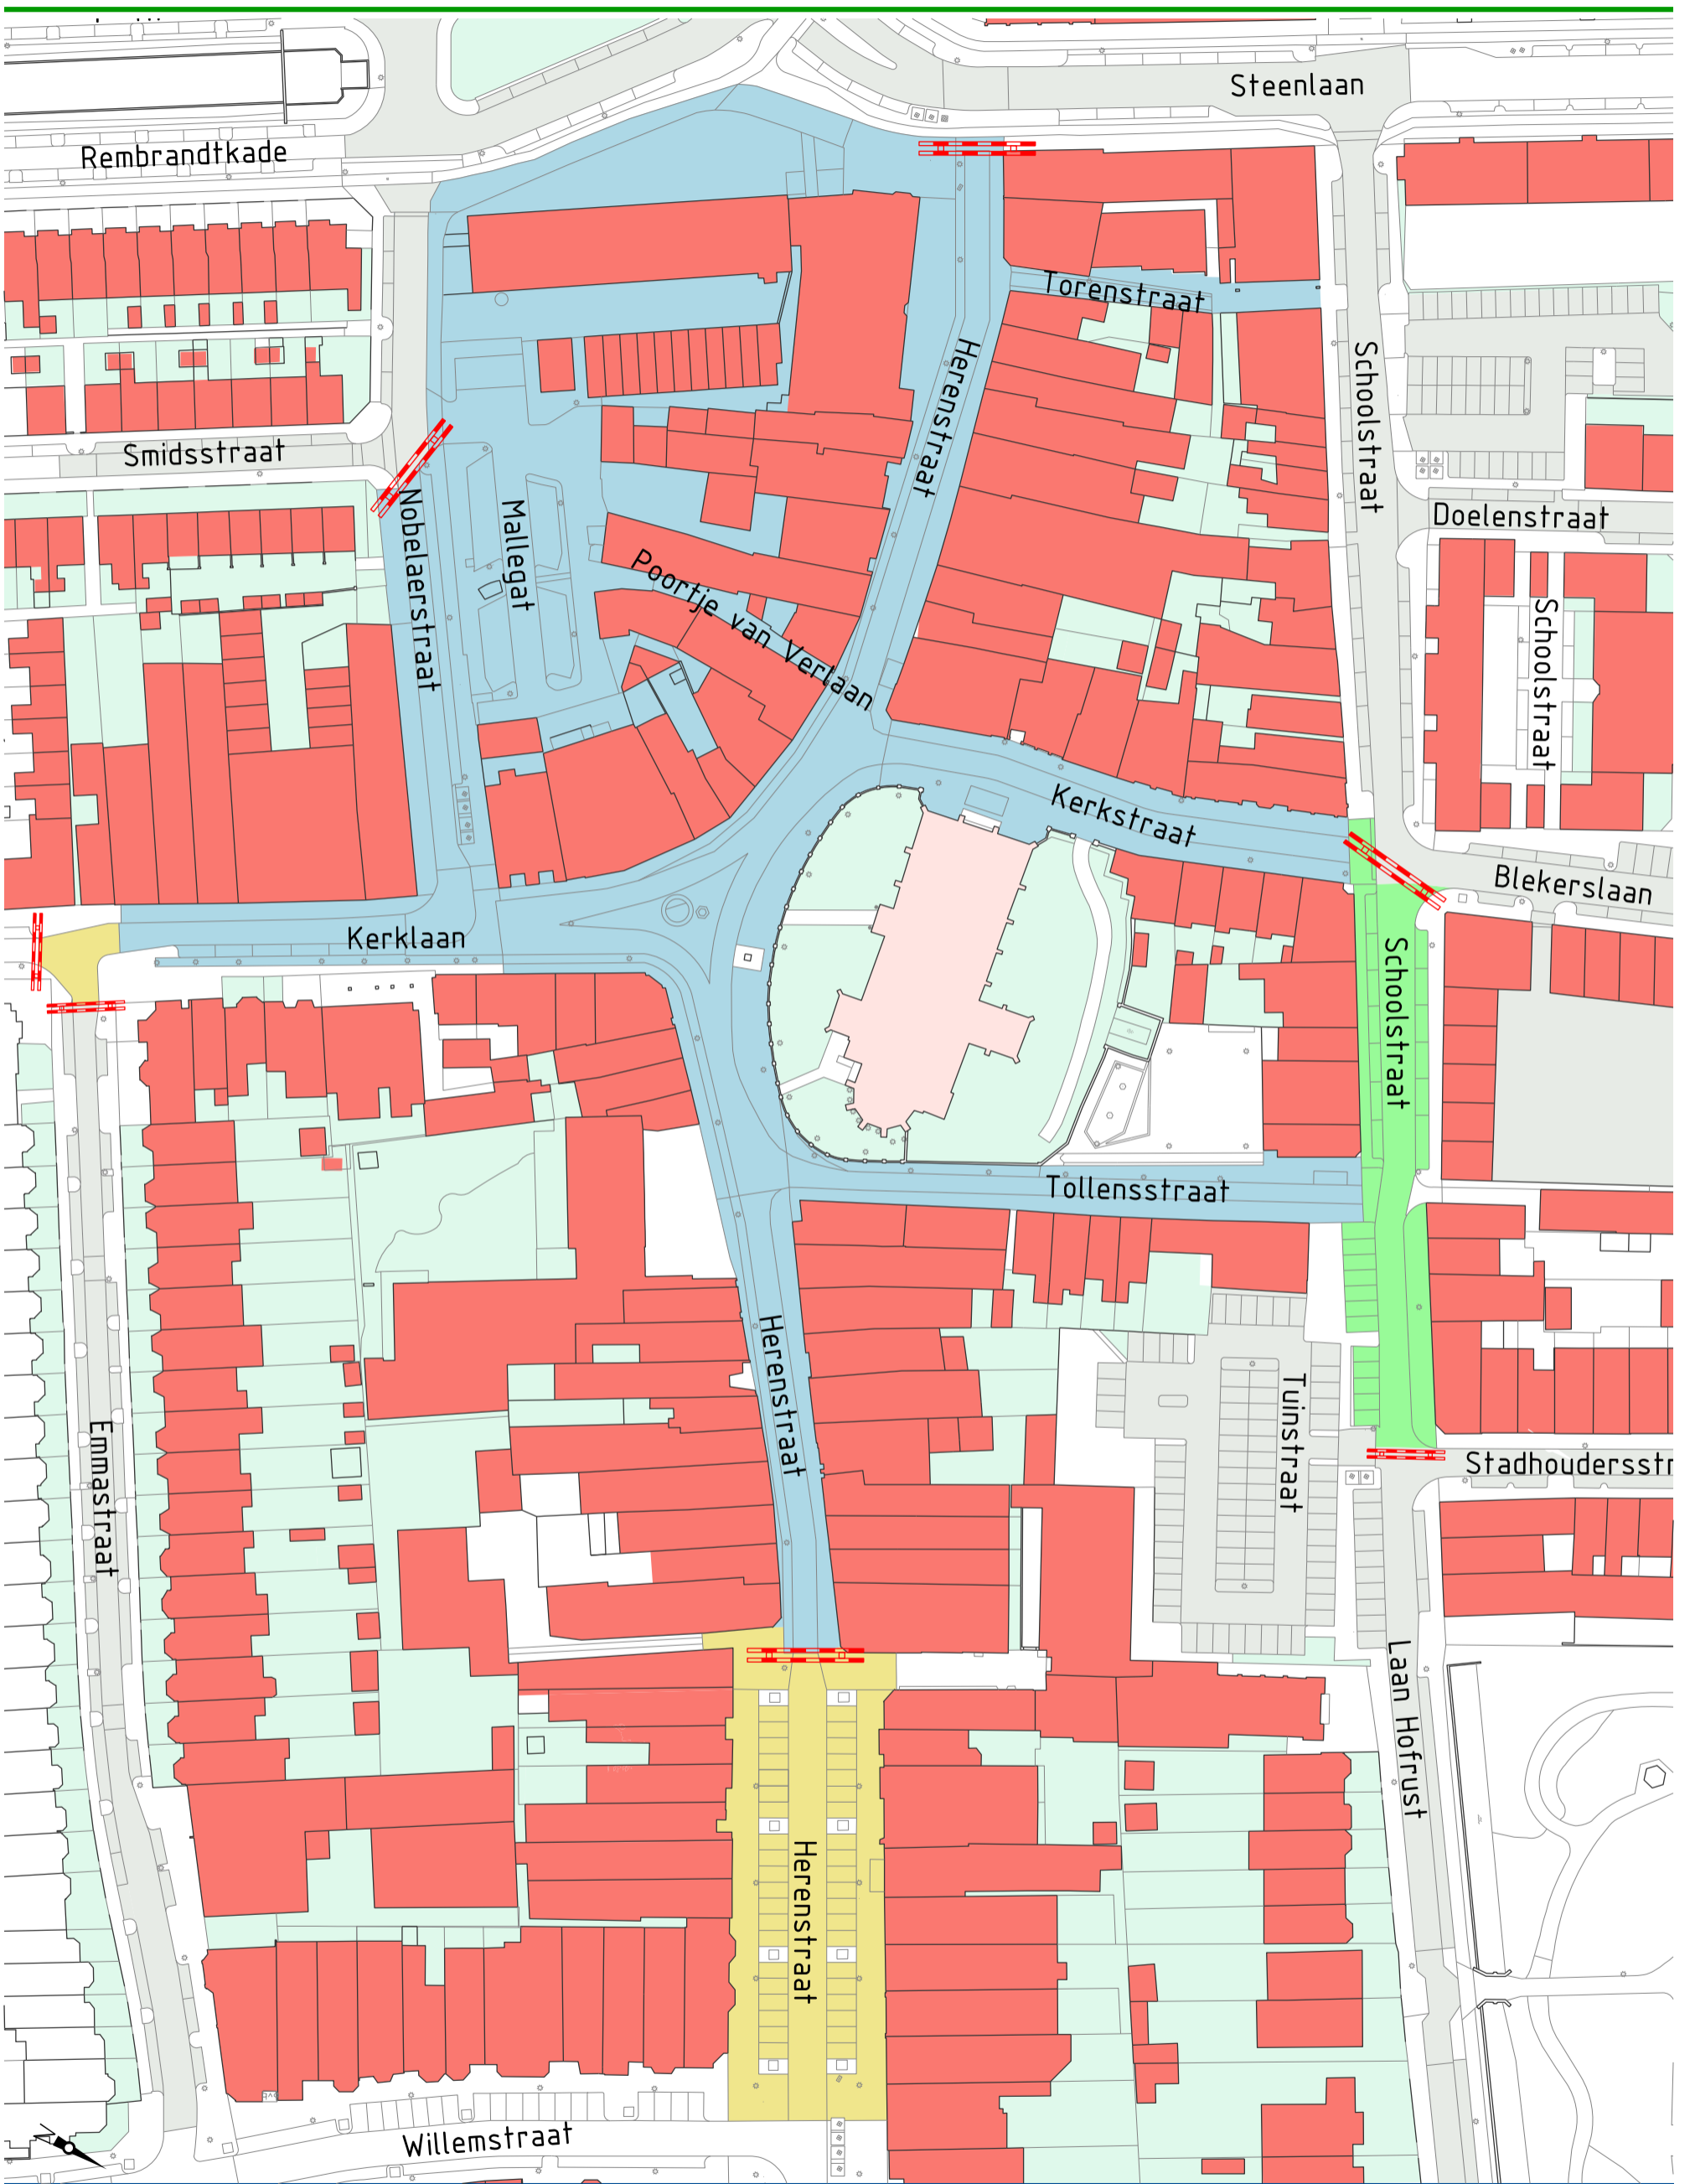 Steenlaan
Rembrandtkade
Torenstraat
Herenstraat
Schoolstraat
Smidsstraat
Nobelaerstraat
Mallegat
Doelenstraat
Poortje van Verlaan
Schoolstraat
Kerkstraat
Blekerslaan
Kerklaan
Schoolstraat
Tollensstraat
Herenstraat
Tuinstraat
Emmastraat
Stadhoudersstr
Laan Hofrust
Herenstraat
Willemstraat
N